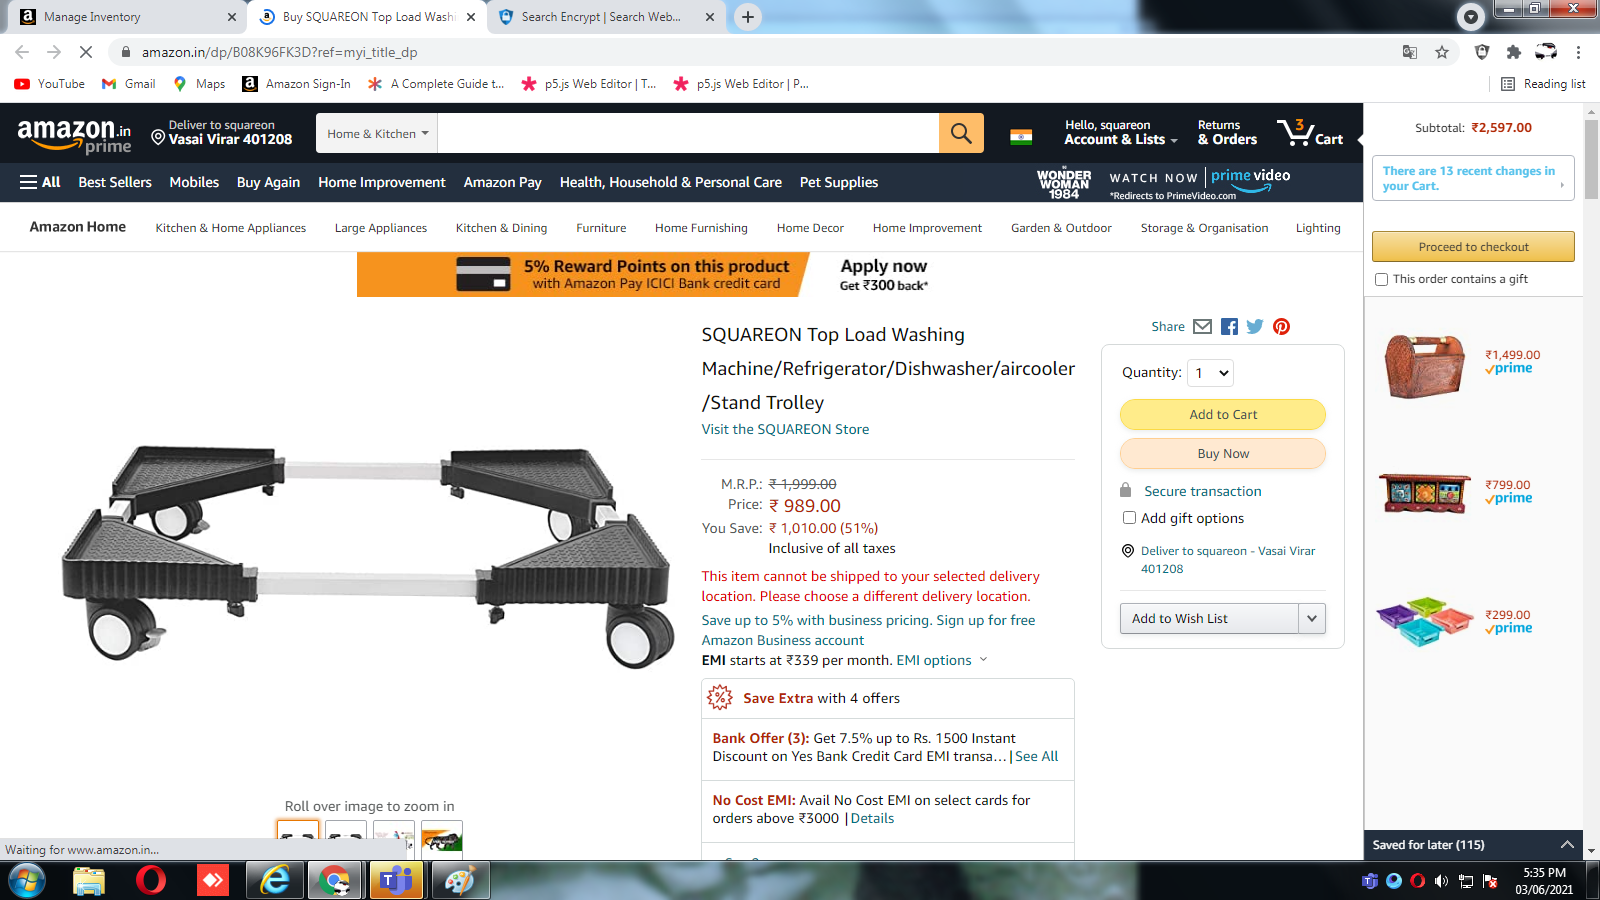 Manage Inventory
Buy SQUAREON Top Load Washi
Search Encrypt | Search Web...
amazon.in/dp/B08K96FK3D?ref=myi_title_dp
YouTube
Gmail
Maps
Amazon Sign-In
A Complete Guide t...
p5.js Web Editor | T...
p5.js Web Editor | P...
Reading list
amazon.in
prime
Deliver to squareon
Vasai Virar 401208
Home & Kitchen
Hello, squareon
Account & Lists
Returns
& Orders
3
Cart
All
Best Sellers
Mobiles
Buy Again
Home Improvement
Amazon Pay
Health, Household & Personal Care
Pet Supplies
WONDER
WOMAN
1984
WATCH NOW
prime video
*Redirects to PrimeVideo.com
Amazon Home
Kitchen & Home Appliances
Large Appliances
Kitchen & Dining
Furniture
Home Furnishing
Home Decor
Home Improvement
Garden & Outdoor
Storage & Organisation
Lighting
5% Reward Points on this product
with Amazon Pay ICICI Bank credit card
Apply now
Get ₹300 back*
SQUAREON Top Load Washing
Machine/Refrigerator/Dishwasher/aircooler
/Stand Trolley
Visit the SQUAREON Store
M.R.P.: ₹ 1,999.00
Price: ₹ 989.00
You Save: ₹ 1,010.00 (51%)
Inclusive of all taxes
This item cannot be shipped to your selected delivery
location. Please choose a different delivery location.
Save up to 5% with business pricing. Sign up for free
Amazon Business account
EMI starts at ₹339 per month. EMI options
Save Extra with 4 offers
Bank Offer (3): Get 7.5% up to Rs. 1500 Instant
Discount on Yes Bank Credit Card EMI transa... | See All
No Cost EMI: Avail No Cost EMI on select cards for
orders above ₹3000 | Details
Roll over image to zoom in
Share
Quantity: 1
Add to Cart
Buy Now
Secure transaction
Add gift options
Deliver to squareon - Vasai Virar
401208
Add to Wish List
Subtotal: ₹2,597.00
There are 13 recent changes in
your Cart.
Proceed to checkout
This order contains a gift
₹1,499.00
prime
₹799.00
prime
₹299.00
prime
Saved for later (115)
Waiting for www.amazon.in...
5:35 PM
03/06/2021